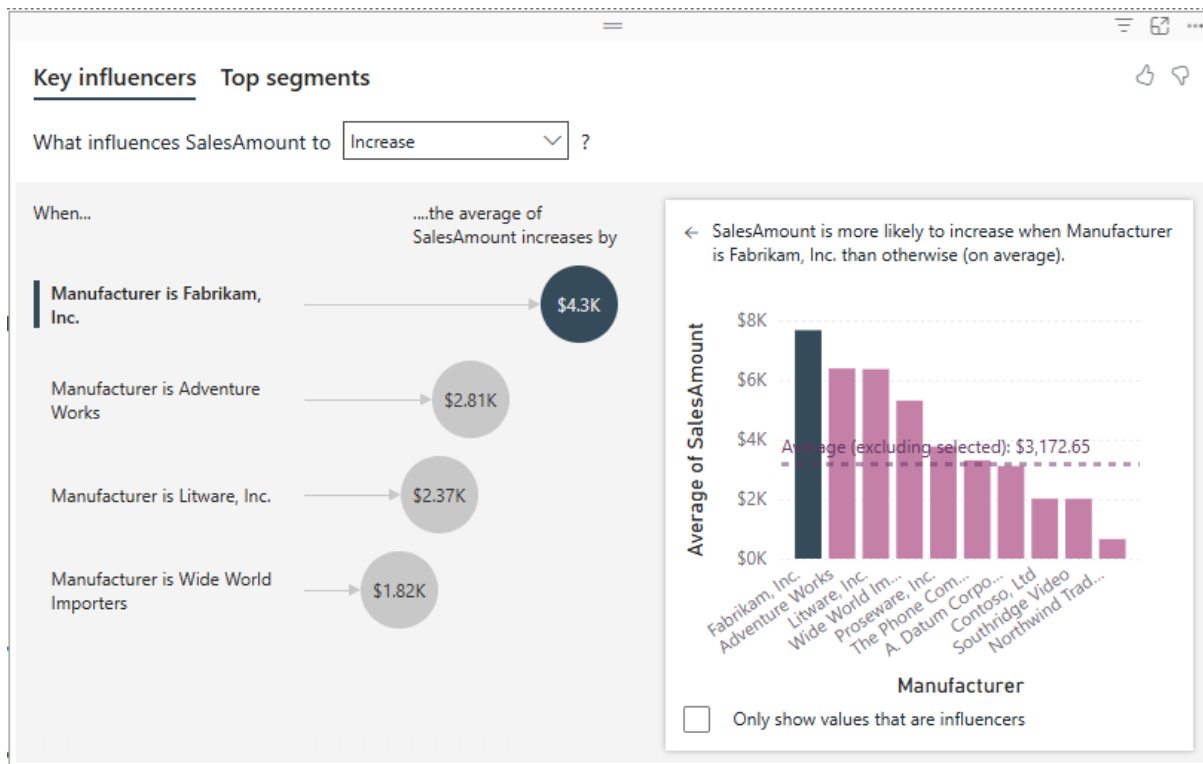 Key influencers Top segments
What influences SalesAmount to Increase ?
When...
....the average of
SalesAmount increases by
Manufacturer is Fabrikam,
Inc.
$4.3K
Manufacturer is Adventure
Works
$2.81K
Manufacturer is Litware, Inc.
$2.37K
Manufacturer is Wide World
Importers
$1.82K
← SalesAmount is more likely to increase when Manufacturer
is Fabrikam, Inc. than otherwise (on average).
Average of SalesAmount
$8K
$6K
$4K
$2K
$0K
Average (excluding selected): $3,172.65
Fabrikam, Inc.
Adventure Works
Litware, Inc.
Wide World Im...
Proseware, Inc.
The Phone Com...
A. Datum Corpo...
Contoso, Ltd
Southridge Video
Northwind Trad...
Manufacturer
Only show values that are influencers